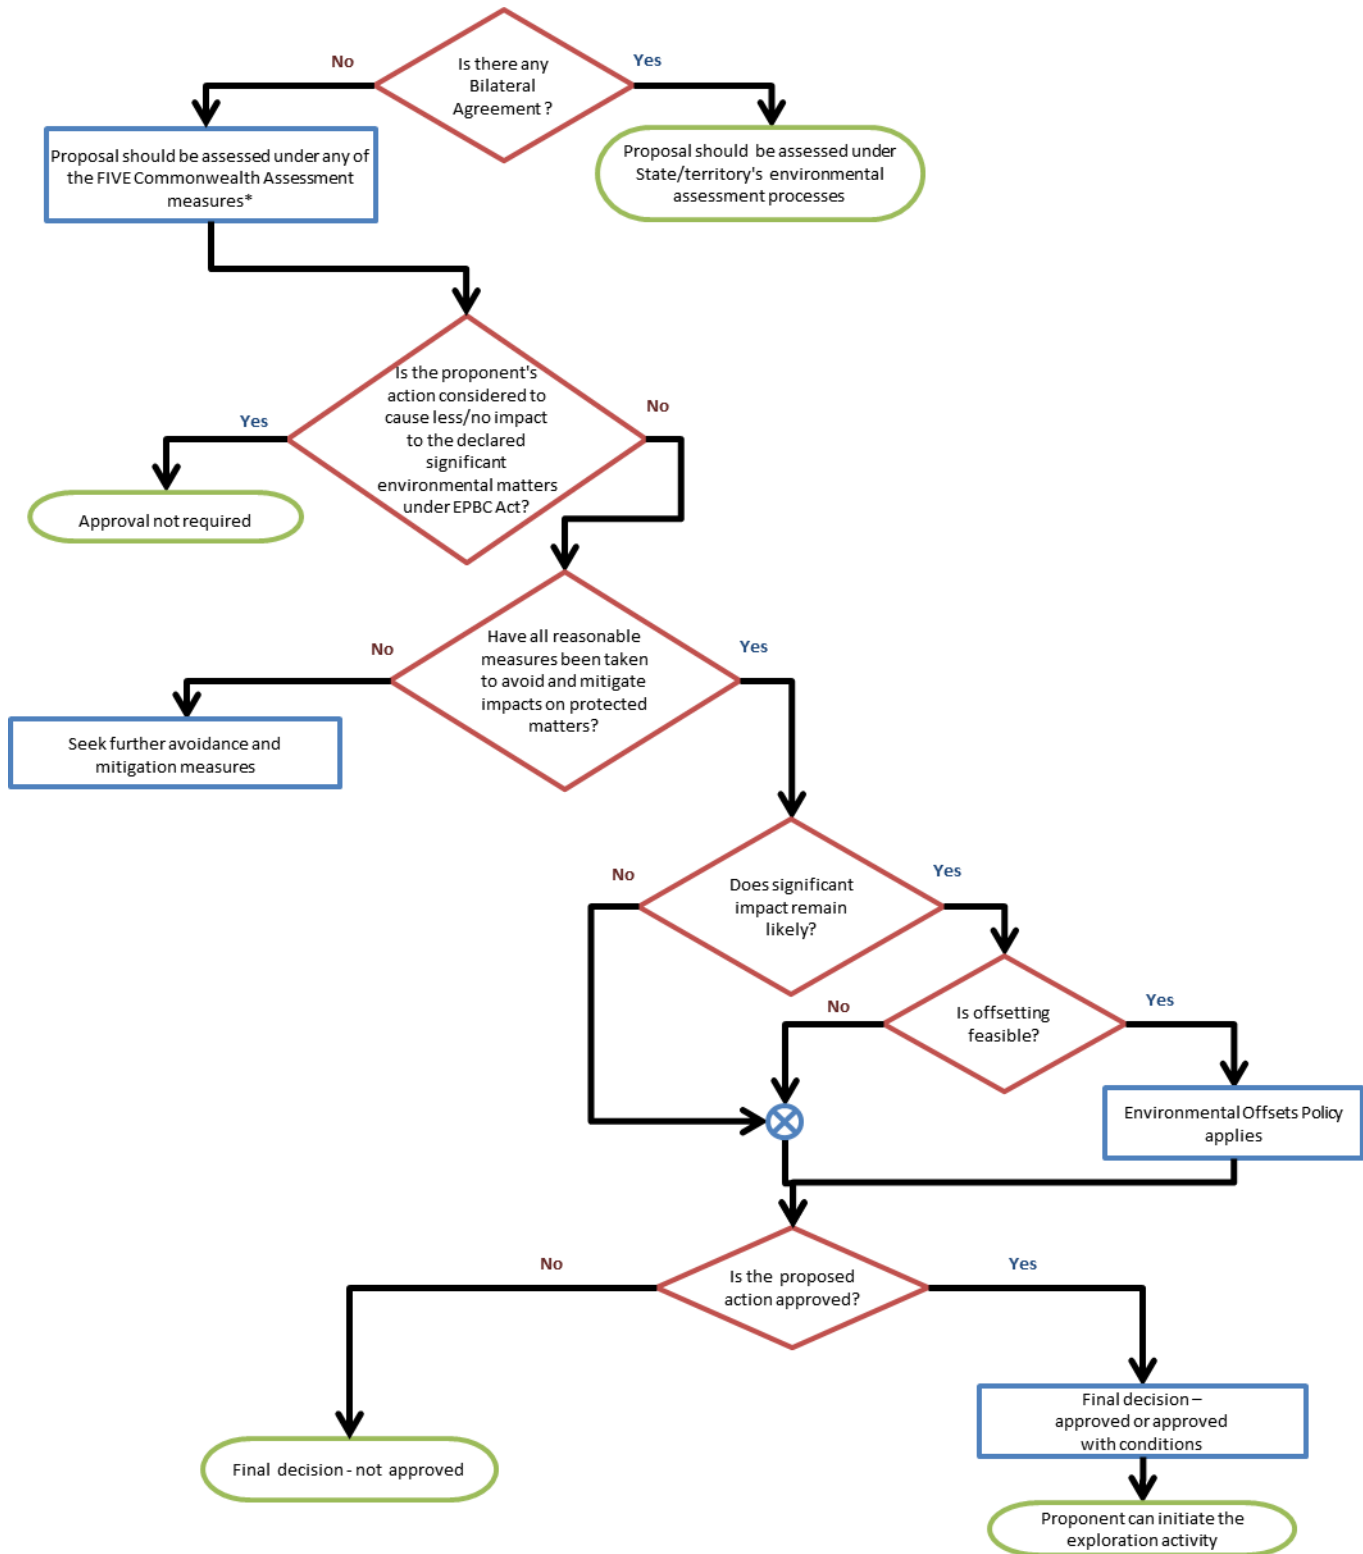 No
Yes
Is there any
Bilateral
Agreement ?
Proposal should be assessed under any of
the FIVE Commonwealth Assessment
measures*
Proposal should be assessed under
State/territory's environmental
assessment processes
Is the proponent's
action considered to
cause less/no impact
to the declared
significant
environmental matters
under EPBC Act?
Yes
No
Approval not required
Have all reasonable
measures been taken
to avoid and mitigate
impacts on protected
matters?
No
Yes
Seek further avoidance and
mitigation measures
Does significant
impact remain
likely?
No
Yes
Is offsetting
feasible?
No
Yes
Environmental Offsets Policy
applies
Is the proposed
action approved?
No
Yes
Final decision –
approved or approved
with conditions
Final decision - not approved
Proponent can initiate the
exploration activity